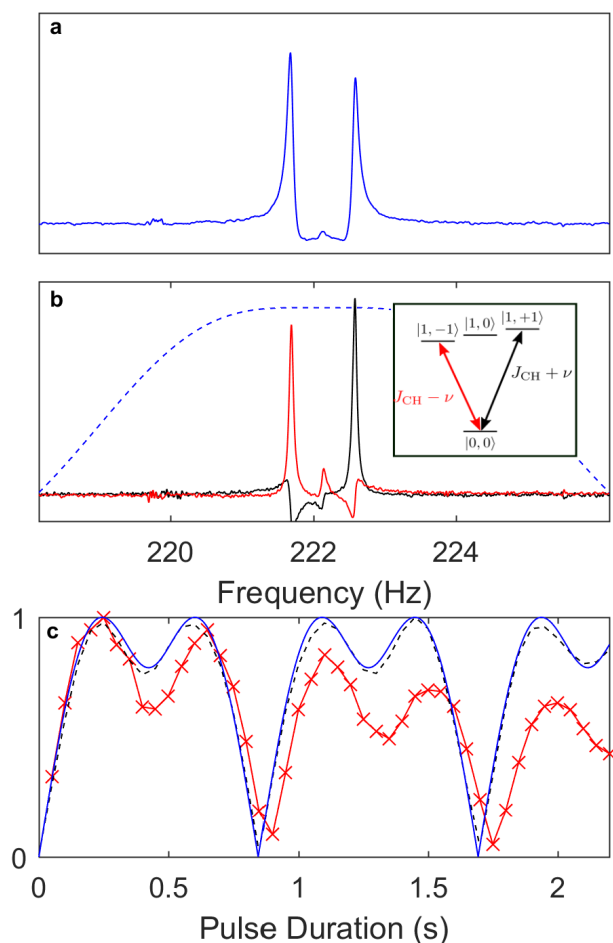 a
b
|1,−1⟩ |1,0⟩ |1,+1⟩
J_CH − ν
J_CH + ν
|0,0⟩
220 222 224
Frequency (Hz)
1
c
0
0 0.5 1 1.5 2
Pulse Duration (s)